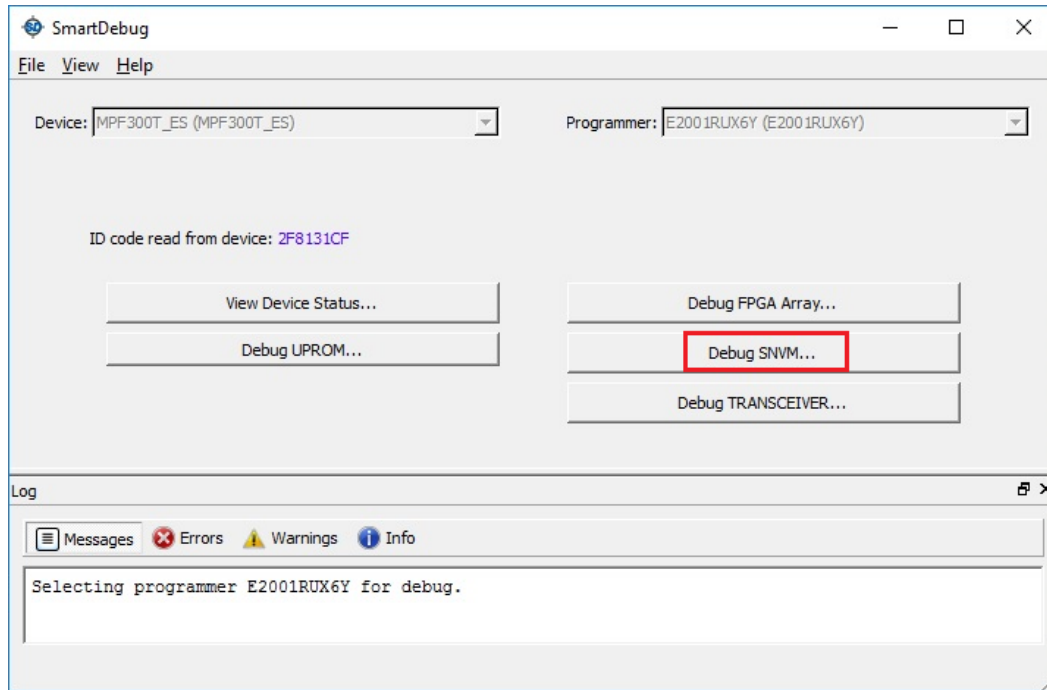 SmartDebug
File View Help
Device: MPF300T_ES (MPF300T_ES) Programmer: E2001RUX6Y (E2001RUX6Y)
ID code read from device: 2F8131CF
View Device Status... Debug FPGA Array...
Debug UPROM... Debug SNVM...
Debug TRANSCEIVER...
Log
Messages Errors Warnings Info
Selecting programmer E2001RUX6Y for debug.